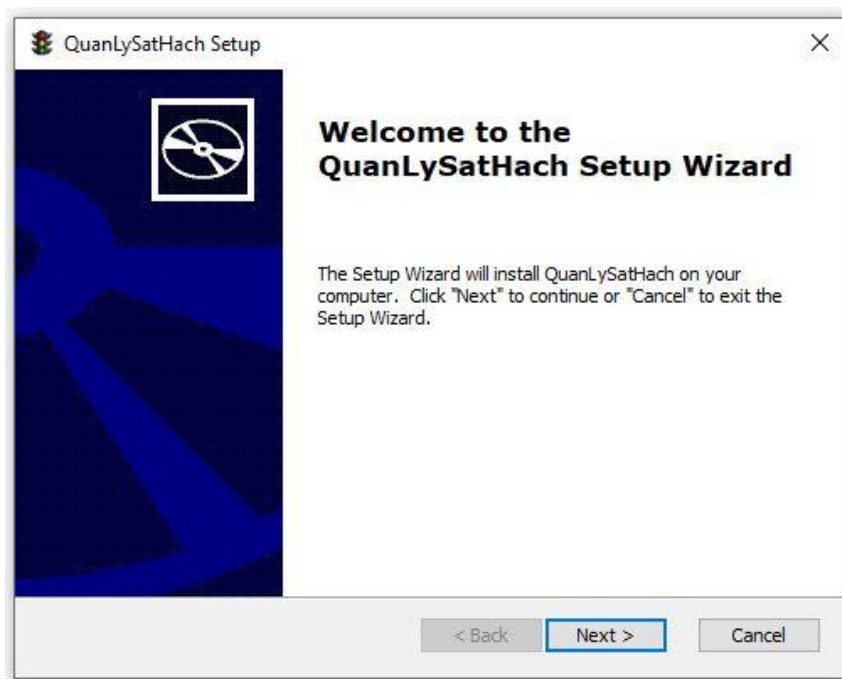 QuanLySatHach Setup
Welcome to the
QuanLySatHach Setup Wizard
The Setup Wizard will install QuanLySatHach on your
computer. Click "Next" to continue or "Cancel" to exit the
Setup Wizard.
< Back
Next >
Cancel